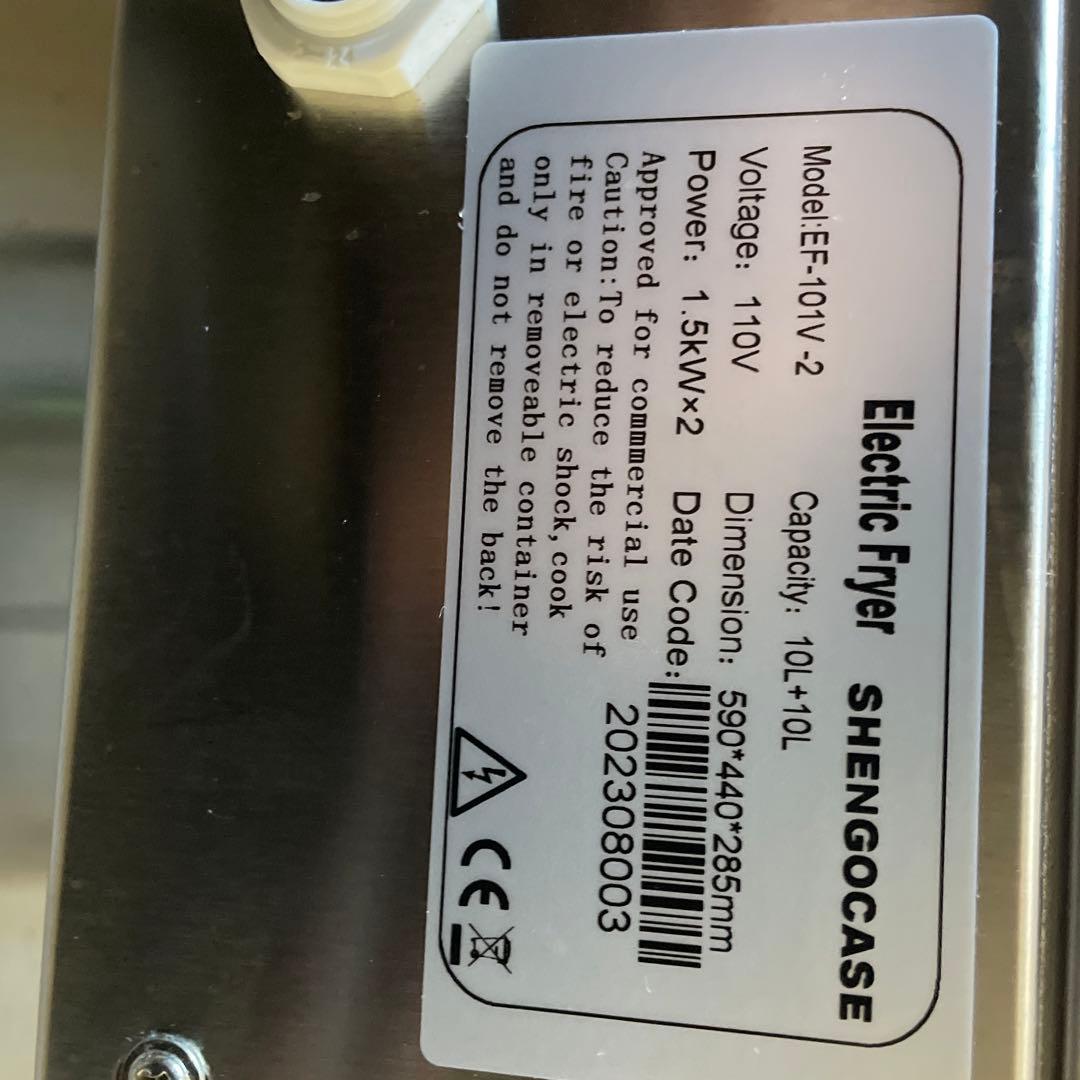 Electric Fryer SHENGOCASE
Model:EF-101V-2 Capacity: 10L+10L
Voltage: 110V Dimension: 590*440*285mm
Power: 1.5kW×2 Date Code:
202308003
Approved for commmercial use
Caution:To reduce the risk of
fire or electric shock,cook
only in removeable container
and do not remove the back!
CE